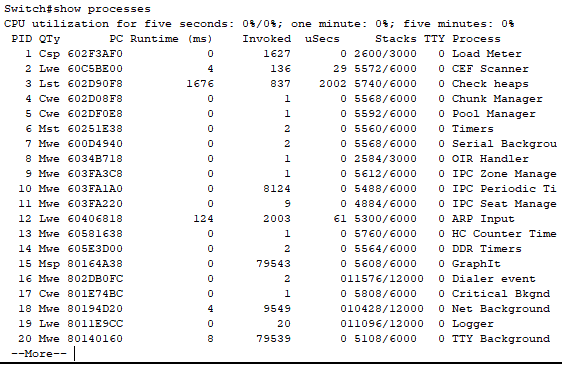 Switch#show processes
CPU utilization for five seconds: 0%/0%; one minute: 0%; five minutes: 0%
 PID QTy       PC Runtime (ms)    Invoked   uSecs    Stacks TTY Process
   1 Csp 602F3AF0            0       1627       0 2600/3000   0 Load Meter
   2 Lwe 60C5BE00            4        136      29 5572/6000   0 CEF Scanner
   3 Lst 602D90F8         1676        837    2002 5740/6000   0 Check heaps
   4 Cwe 602D08F8            0          1       0 5568/6000   0 Chunk Manager
   5 Cwe 602DF0E8            0          1       0 5592/6000   0 Pool Manager
   6 Mst 60251E38            0          2       0 5560/6000   0 Timers
   7 Mwe 600D4940            0          2       0 5568/6000   0 Serial Backgrou
   8 Mwe 6034B718            0          1       0 2584/3000   0 OIR Handler
   9 Mwe 603FA3C8            0          1       0 5612/6000   0 IPC Zone Manage
  10 Mwe 603FA1A0            0       8124       0 5488/6000   0 IPC Periodic Ti
  11 Mwe 603FA220            0          9       0 4884/6000   0 IPC Seat Manage
  12 Lwe 60406818          124       2003      61 5300/6000   0 ARP Input
  13 Mwe 60581638            0          1       0 5760/6000   0 HC Counter Time
  14 Mwe 605E3D00            0          2       0 5564/6000   0 DDR Timers
  15 Msp 80164A38            0      79543       0 5608/6000   0 GraphIt
  16 Mwe 802DB0FC            0          2       011576/12000  0 Dialer event
  17 Cwe 801E74BC            0          1       0 5808/6000   0 Critical Bkgnd
  18 Mwe 80194D20            4       9549       010428/12000  0 Net Background
  19 Lwe 8011E9CC            0         20       011096/12000  0 Logger
  20 Mwe 80140160            8      79539       0 5108/6000   0 TTY Background
 --More--